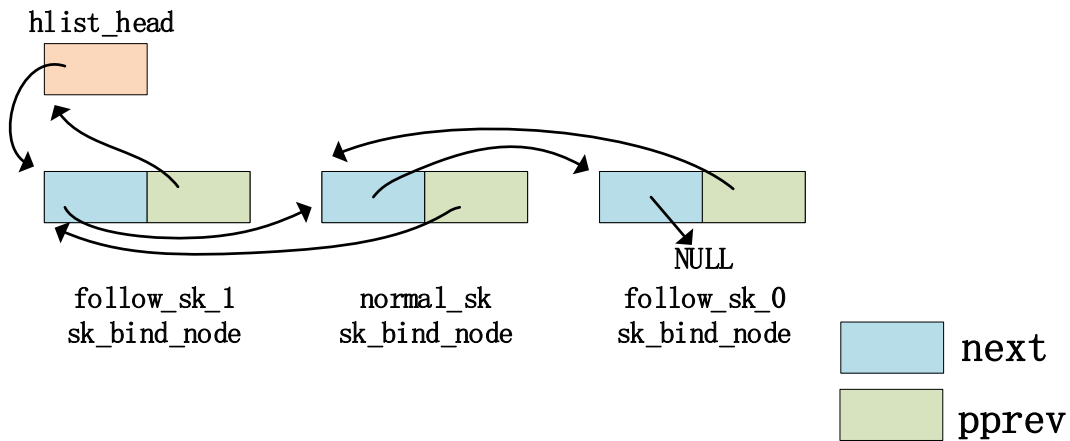 hlist_head
NULL
follow_sk_1 normal_sk follow_sk_0
sk_bind_node sk_bind_node sk_bind_node
next
pprev